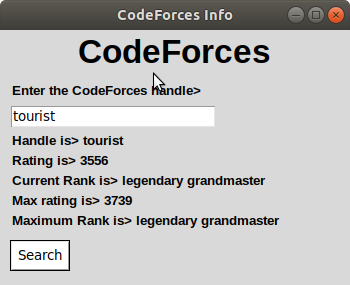 CodeForces Info
CodeForces
Enter the CodeForces handle>
tourist
Handle is> tourist
Rating is> 3556
Current Rank is> legendary grandmaster
Max rating is> 3739
Maximum Rank is> legendary grandmaster
Search